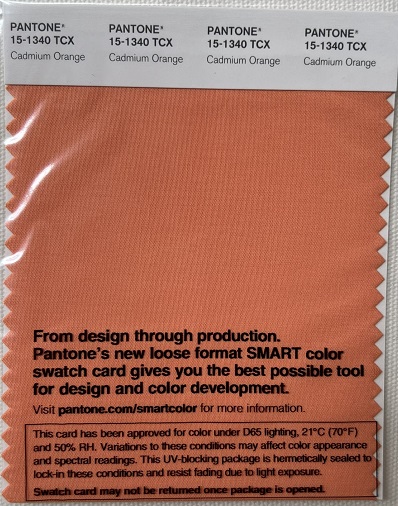 PANTONE® PANTONE® PANTONE® PANTONE®
15-1340 TCX 15-1340 TCX 15-1340 TCX 15-1340 TCX
Cadmium Orange Cadmium Orange Cadmium Orange Cadmium Orange
From design through production.
Pantone's new loose format SMART color
swatch card gives you the best possible tool
for design and color development.
Visit pantone.com/smartcolor for more information.
This card has been approved for color under D65 lighting, 21°C (70°F)
and 50% RH. Variations to these conditions may affect color appearance
and spectral readings. This UV-blocking package is hermetically sealed to
lock-in these conditions and resist fading due to light exposure.
Swatch card may not be returned once package is opened.